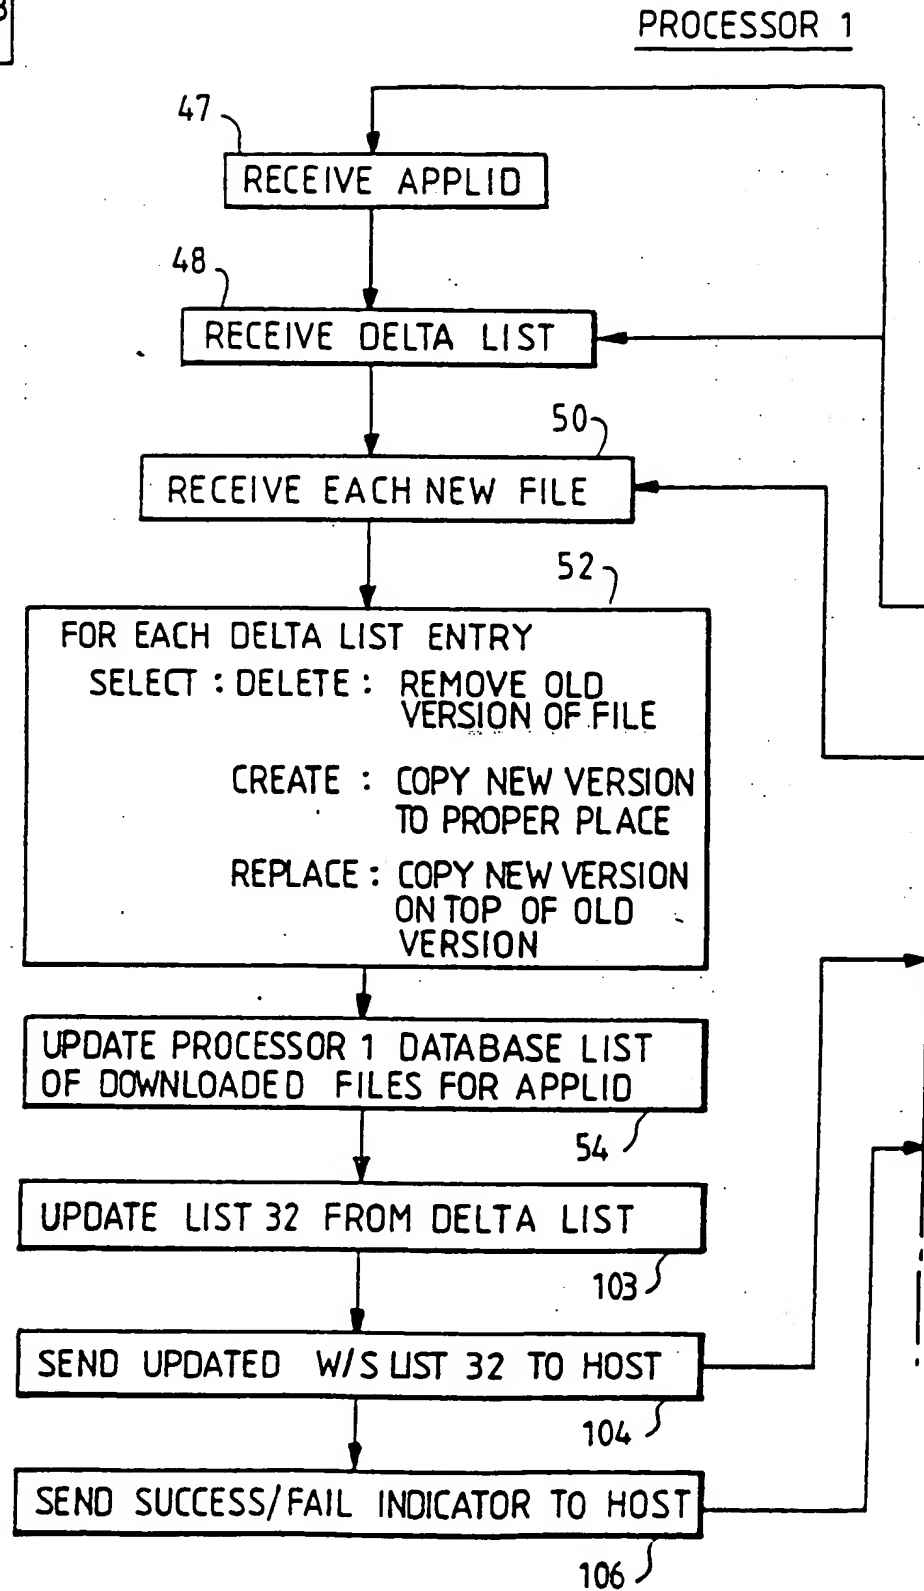 PROCESSOR 1
47
RECEIVE APPLID
48
RECEIVE DELTA LIST
50
RECEIVE EACH NEW FILE
52
FOR EACH DELTA LIST ENTRY
SELECT : DELETE : REMOVE OLD
VERSION OF FILE
CREATE : COPY NEW VERSION
TO PROPER PLACE
REPLACE : COPY NEW VERSION
ON TOP OF OLD
VERSION
UPDATE PROCESSOR 1 DATABASE LIST
OF DOWNLOADED FILES FOR APPLID
54
UPDATE LIST 32 FROM DELTA LIST
103
SEND UPDATED W/S LIST 32 TO HOST
104
SEND SUCCESS/FAIL INDICATOR TO HOST
106